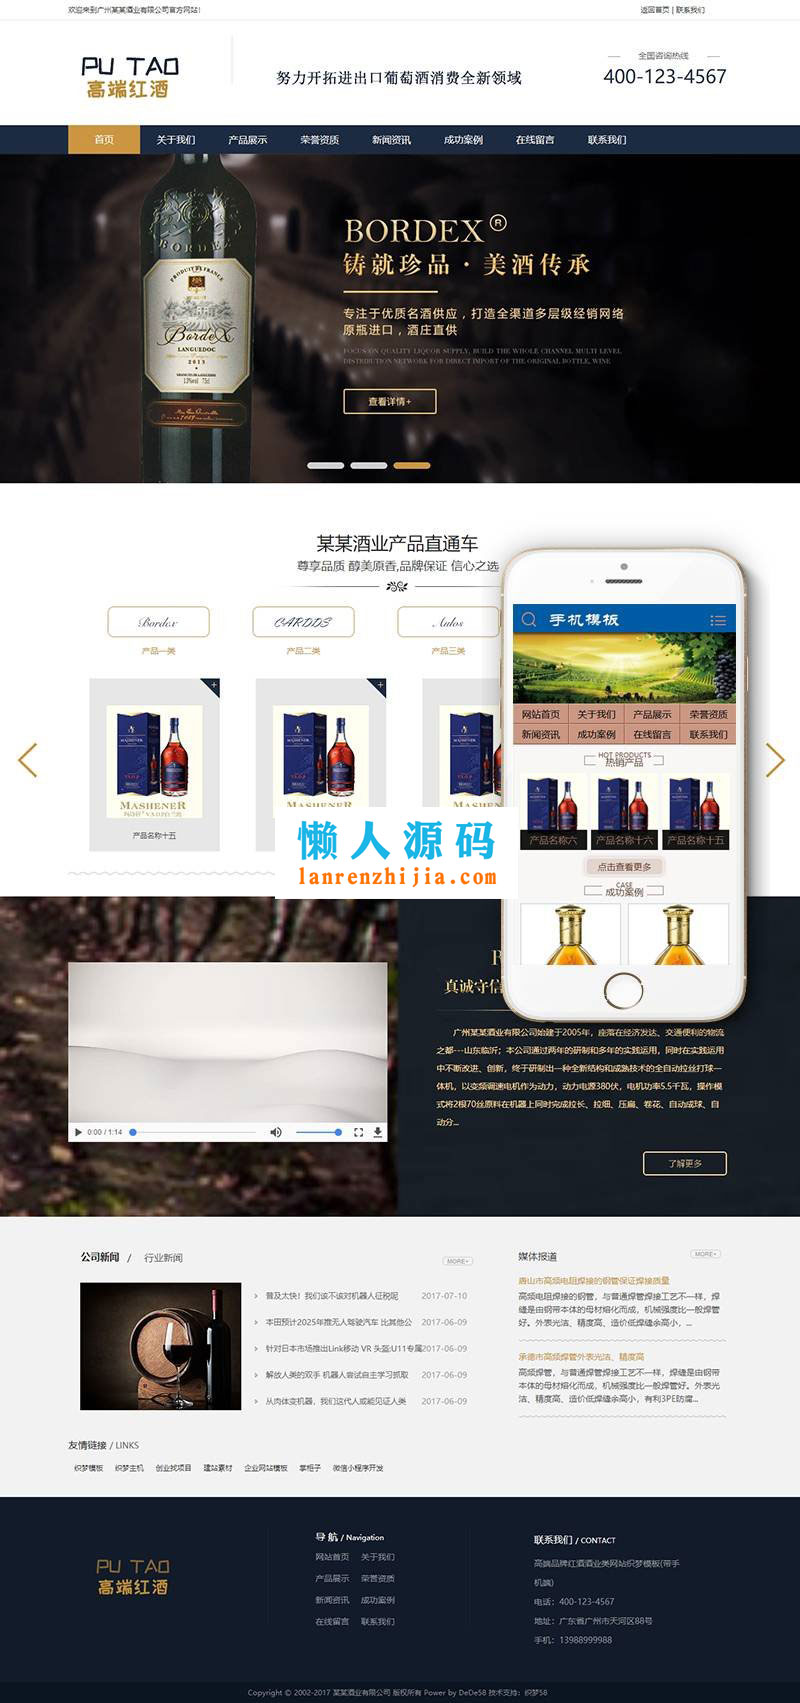 欢迎来到广州某某酒业有限公司官方网站!
返回首页 | 联系我们
PU TAO
高端红酒
努力开拓进出口葡萄酒消费全新领域
全国咨询热线
400-123-4567
首页 关于我们 产品展示 荣誉资质 新闻资讯 成功案例 在线留言 联系我们
BORDEX®
铸就珍品·美酒传承
专注于优质名酒供应，打造全渠道多层级经销网络
原瓶进口，酒庄直供
FOCUS ON QUALITY LIQUOR SUPPLY, BUILD THE WHOLE CHANNEL MULTI LEVEL
DISTRIBUTION NETWORK FOR DIRECT IMPORT OF THE ORIGINAL BOTTLE, WINE
查看详情+
PRODUIT DE FRANCE
BordeX
LANGUEDOC
2013
某某酒业产品直通车
尊享品质 醇美原香,品牌保证 信心之选
Bordex
CARDDS
Aulos
产品一类
产品二类
产品三类
MASHENER
产品名称十五
手机模板
网站首页 关于我们 产品展示 荣誉资质
新闻资讯 成功案例 在线留言 联系我们
HOT PRODUCTS
热销产品
产品名称六 产品名称十六 产品名称十五
点击查看更多
CASE
成功案例
懒人源码
lanrenzhijia.com
真诚守信
广州某某酒业有限公司始建于2005年，座落在经济发达、交通便利的物流
之都---山东临沂；本公司通过两年的研制和多年的实践运用，同时在实践运用
中不断改进、创新，终于研制出一种全新结构和成熟技术的全自动拉丝打球一
体机，以变频调速电机作为动力，动力电源380伏，电机功率5.5千瓦，操作模
式将2根70丝原料在机器上同时完成拉长、拉细、压扁、卷花、自动成球、自
动分...
0:00 / 1:14
了解更多
公司新闻 / 行业新闻
MORE+
普及太快！我们该不该对机器人征税呢 2017-07-10
本田预计2025年推无人驾驶汽车 比其他公 2017-06-09
针对日本市场推出Link移动 VR 头盔:U11专属 2017-06-09
解放人类的双手 机器人尝试自主学习抓取 2017-06-09
从肉体变机器，我们这代人或能见证人类 2017-06-09
媒体报道
MORE+
唐山市高频电阻焊接的钢管保证焊接质量
高频电阻焊接的钢管，与普通焊管焊接工艺不一样，焊
缝是由钢带本体的母材熔化而成，机械强度比一般焊管
好。外表光洁、精度高、造价低焊缝余高小，...
承德市高频焊管外表光洁、精度高
高频焊管，与普通焊管焊接工艺不一样，焊缝是由钢带
本体的母材熔化而成，机械强度比一般焊管好。外表光
洁、精度高、造价低焊缝余高小，有利3PE防腐...
友情链接 / LINKS
织梦模板 织梦主机 创业找项目 建站素材 企业网站模板 掌柜子 微信小程序开发
PU TAO
高端红酒
导 航 / Navigation
网站首页 关于我们
产品展示 荣誉资质
新闻资讯 成功案例
在线留言 联系我们
联系我们 / CONTACT
高端品牌红酒酒业类网站织梦模板(带手
机端)
电话：400-123-4567
地址：广东省广州市天河区88号
手机：13988999988
Copyright © 2002-2017 某某酒业有限公司 版权所有 Power by DeDe58 技术支持：织梦58